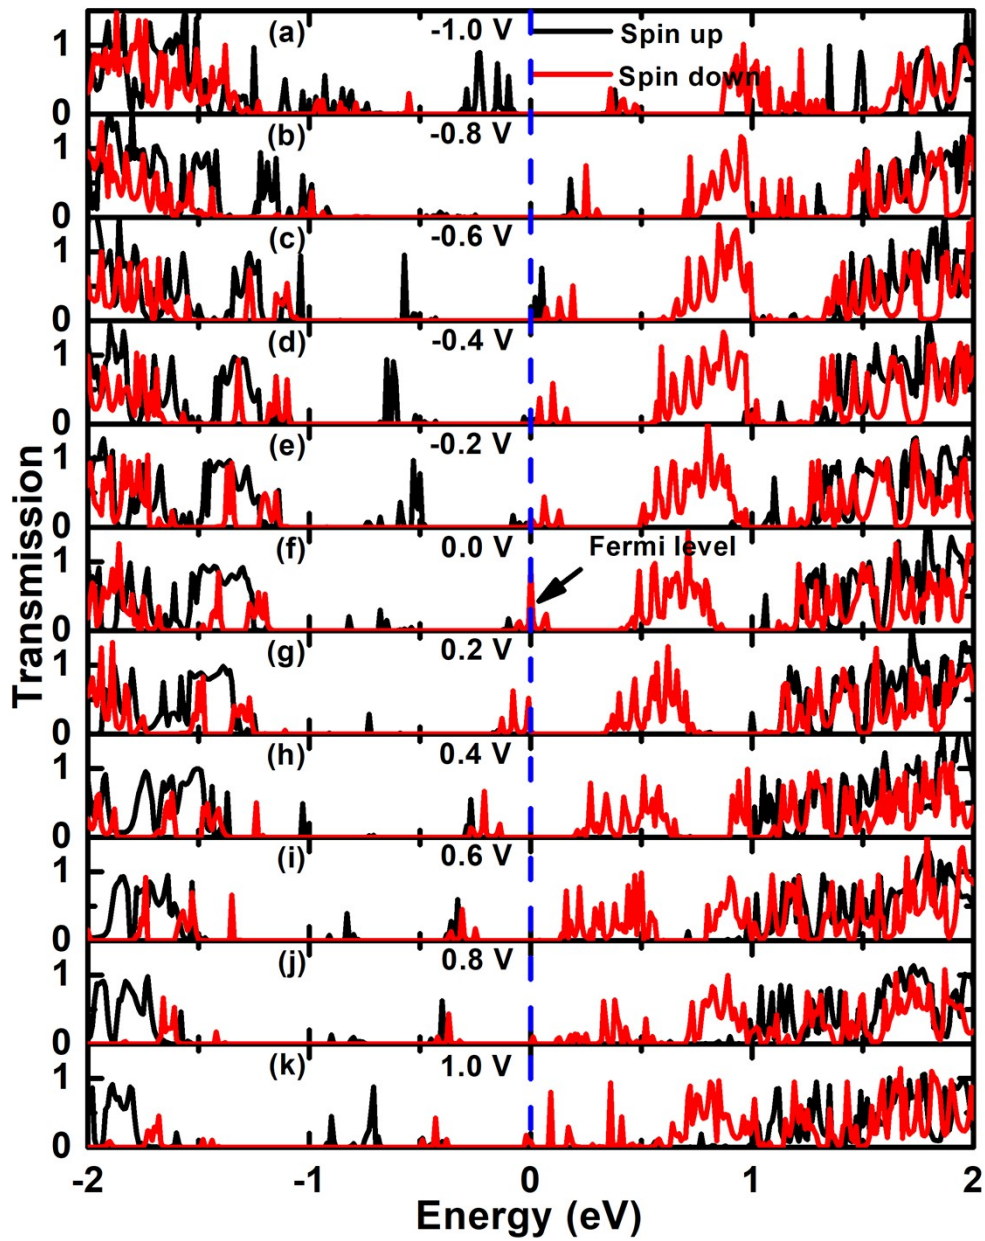 (a) -1.0 V Spin up
1
Spin down
0
(b) -0.8 V
1
0
(c) -0.6 V
1
0
(d) -0.4 V
1
0
(e) -0.2 V
1
0
(f) 0.0 V Fermi level
1
0
(g) 0.2 V
1
0
(h) 0.4 V
1
0
(i) 0.6 V
1
0
(j) 0.8 V
1
0
(k) 1.0 V
1
0
-2 -1 0 1 2
Energy (eV)
Transmission